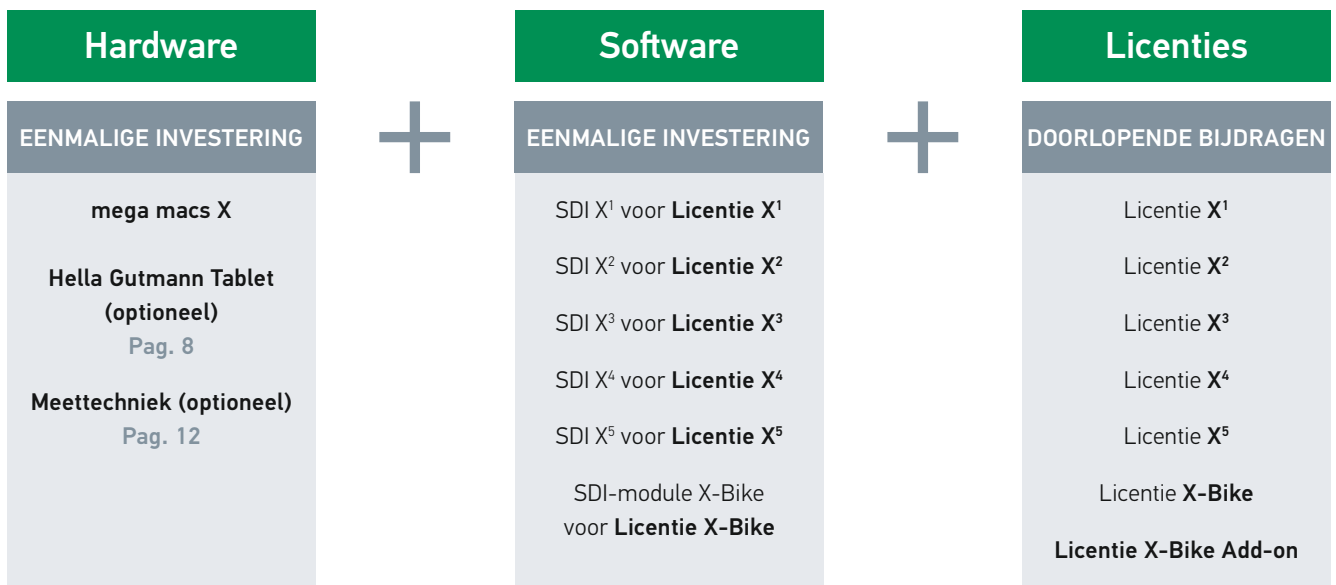 Hardware
EENMALIGE INVESTERING
mega macs X
Hella Gutmann Tablet
(optioneel)
Pag. 8
Meettechniek (optioneel)
Pag. 12
+
Software
EENMALIGE INVESTERING
SDI X¹ voor Licentie X¹
SDI X² voor Licentie X²
SDI X³ voor Licentie X³
SDI X⁴ voor Licentie X⁴
SDI X⁵ voor Licentie X⁵
SDI-module X-Bike
voor Licentie X-Bike
+
Licenties
DOORLOPENDE BIJDRAGEN
Licentie X¹
Licentie X²
Licentie X³
Licentie X⁴
Licentie X⁵
Licentie X-Bike
Licentie X-Bike Add-on